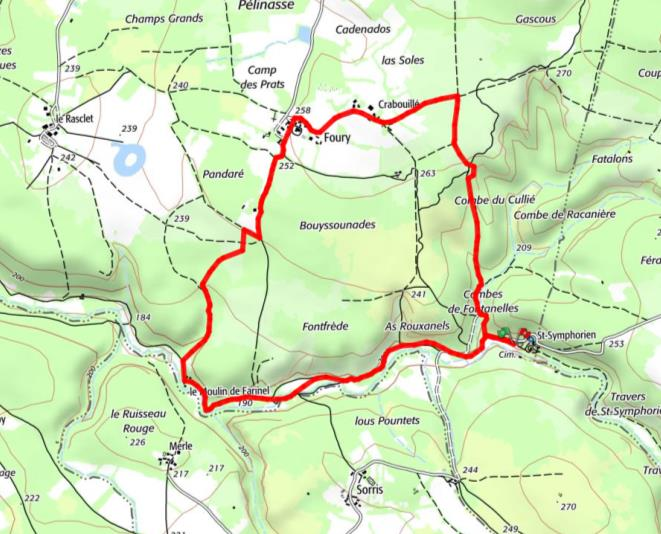 Pélinasse
Champs Grands
Cadenados
Gascous
las Soles
239
Camp
des Prats
240
270
Crabouillé
258
le Rasclet
239
Foury
242
252
263
Fatalons
Pandaré
Combe du Cullié
Combe de Racanière
239
Bouyssounades
209
200
241
Combes
de Fontanelles
184
Fontfrède
As Rouxanels
St-Symphorien
253
Cim.
200
le Moulin de Farinel
190
Travers
de St-Symphorien
le Ruisseau
Rouge
226
lous Pountets
Merle
217
217
200
244
Sorris
222
231
249
270